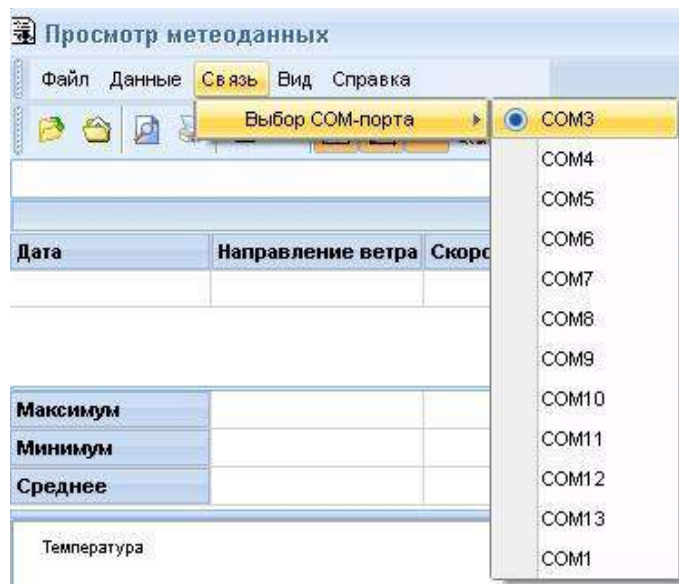 Просмотр метеоданных
Файл Данные Связь Вид Справка
Выбор COM-порта
COM3
COM4
COM5
COM6
COM7
COM8
COM9
COM10
COM11
COM12
COM13
COM1
Дата Направление ветра Скоро
Максимум
Минимум
Среднее
Температура